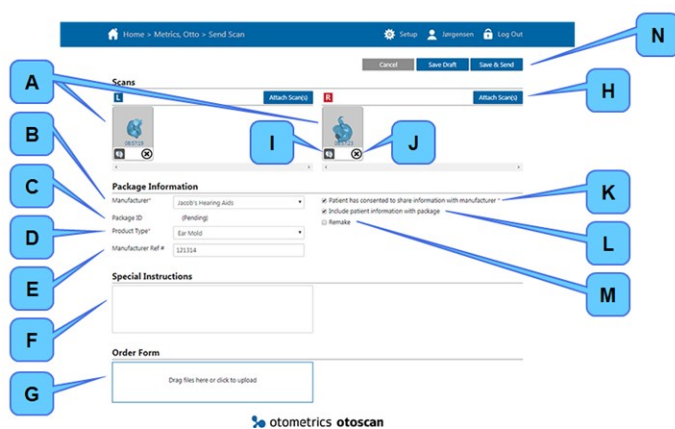 Home > Metrics, Otto > Send Scan
Setup Jørgensen Log Out
N
Cancel Save Draft Save & Send
A
Scans
L Attach Scan(s)
R Attach Scan(s)
H
B
I
J
C
Package Information
Manufacturer* Jacob's Hearing Aids
Patient has consented to share information with manufacturer *
K
Package ID (Pending)
Include patient information with package
D
Product Type* Ear Mold
Remake
L
Manufacturer Ref # 121314
E
M
Special Instructions
F
Order Form
G
Drag files here or click to upload
otometrics otoscan